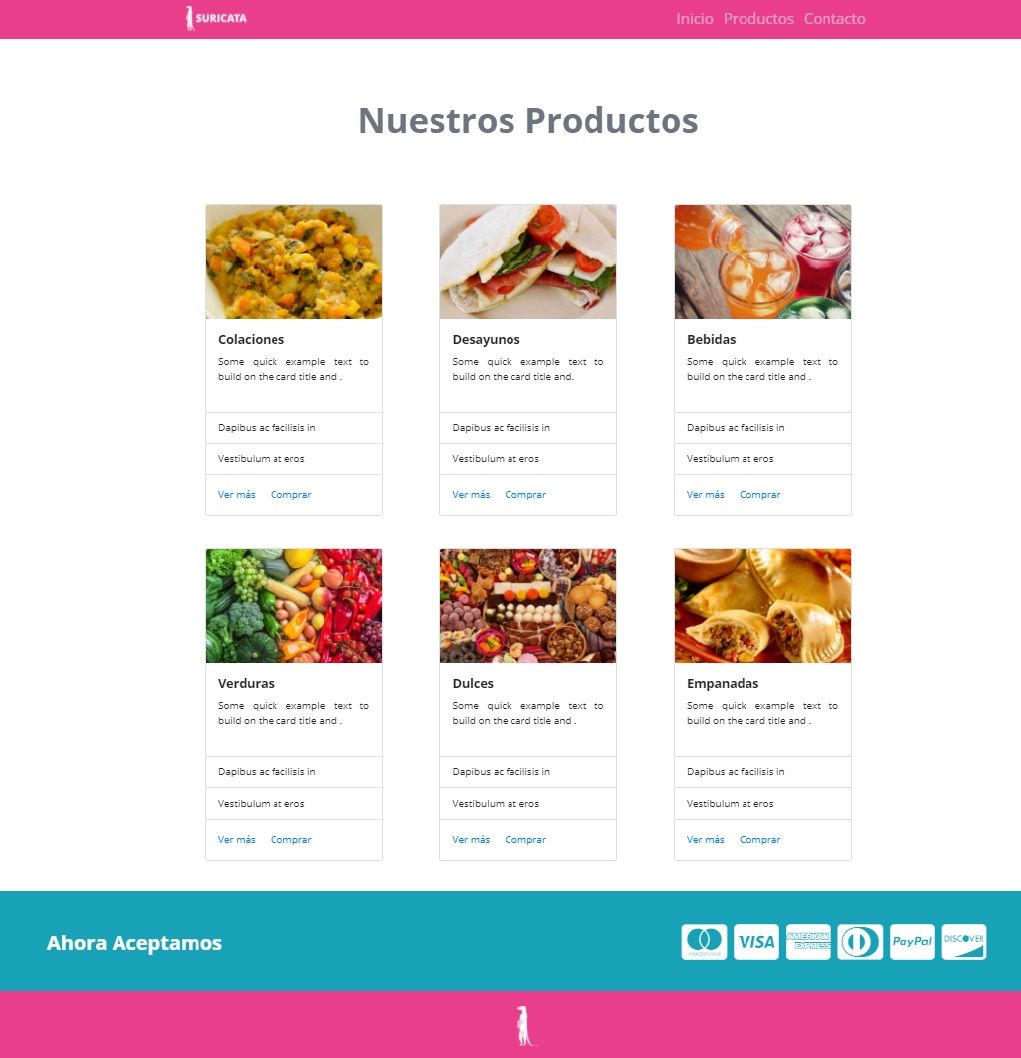 SURICATA
Inicio Productos Contacto
Nuestros Productos
Colaciones
Some quick example text to
build on the card title and .
Dapibus ac facilisis in
Vestibulum at eros
Ver más Comprar
Desayunos
Some quick example text to
build on the card title and.
Dapibus ac facilisis in
Vestibulum at eros
Ver más Comprar
Bebidas
Some quick example text to
build on the card title and .
Dapibus ac facilisis in
Vestibulum at eros
Ver más Comprar
Verduras
Some quick example text to
build on the card title and .
Dapibus ac facilisis in
Vestibulum at eros
Ver más Comprar
Dulces
Some quick example text to
build on the card title and .
Dapibus ac facilisis in
Vestibulum at eros
Ver más Comprar
Empanadas
Some quick example text to
build on the card title and .
Dapibus ac facilisis in
Vestibulum at eros
Ver más Comprar
Ahora Aceptamos
mastercard
VISA
AMERICAN
EXPRESS
PayPal
DISCOVER